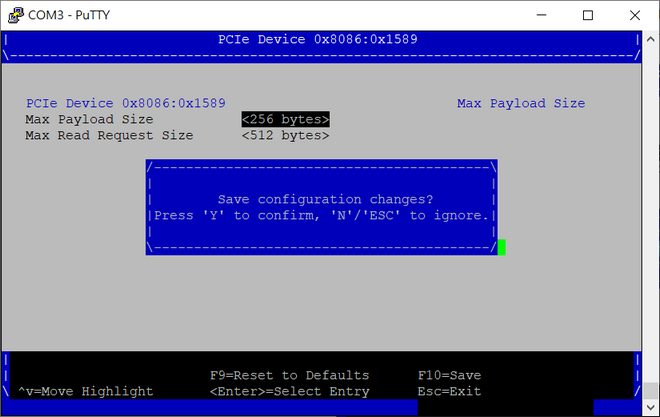 COM3 - PuTTY
PCIe Device 0x8086:0x1589
PCIe Device 0x8086:0x1589 Max Payload Size
Max Payload Size <256 bytes>
Max Read Request Size <512 bytes>
Save configuration changes?
Press 'Y' to confirm, 'N'/'ESC' to ignore.
F9=Reset to Defaults F10=Save
^v=Move Highlight <Enter>=Select Entry Esc=Exit